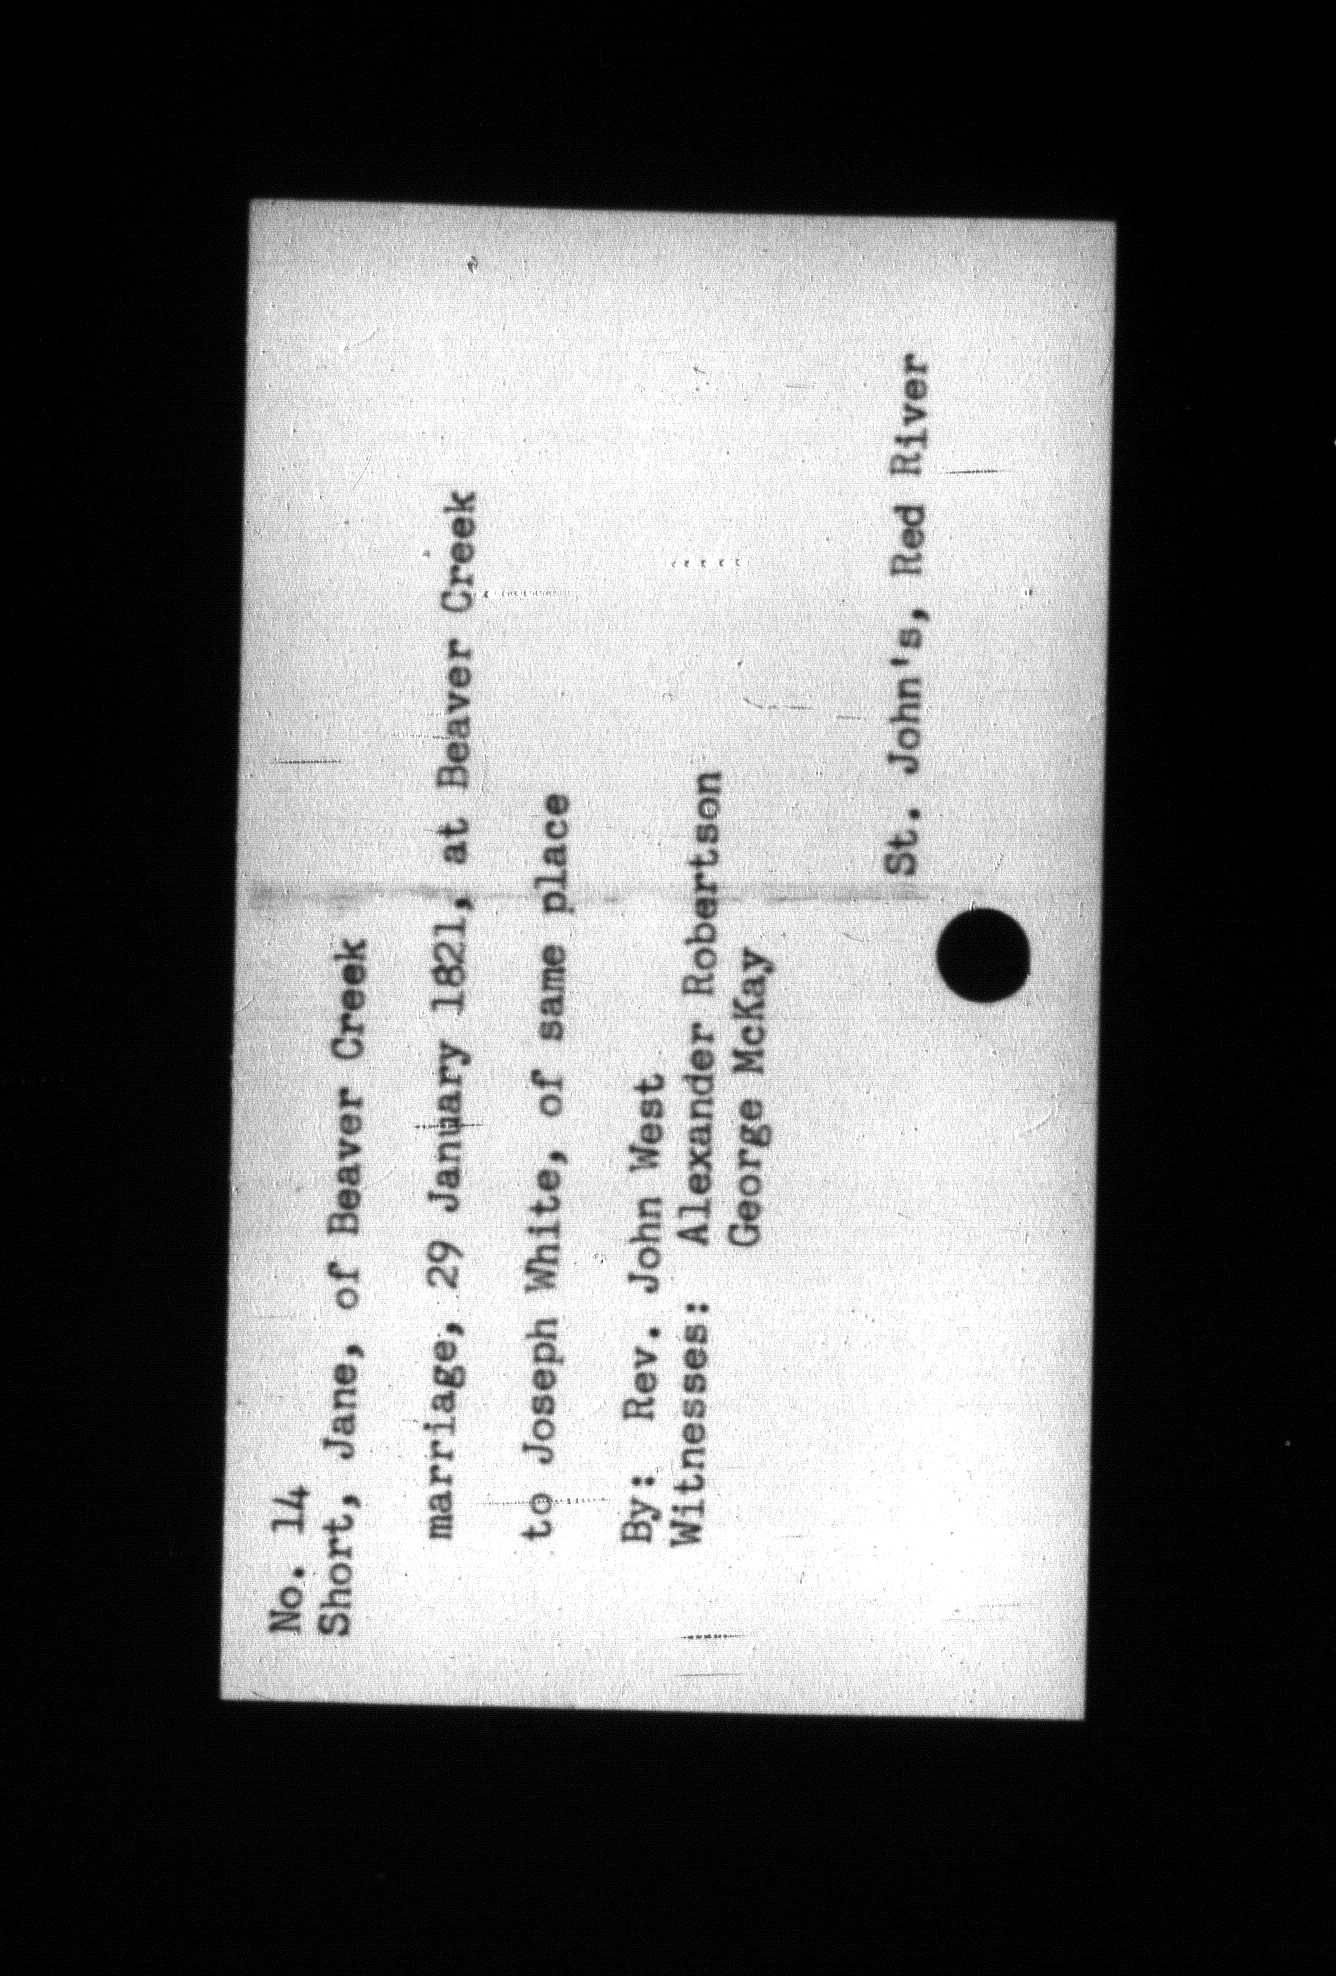 No. 14
Short, Jane, of Beaver Creek
marriage, 29 January 1821, at Beaver Creek
to Joseph White, of same place
By: Rev. John West
Witnesses: Alexander Robertson
George McKay
St. John's, Red River